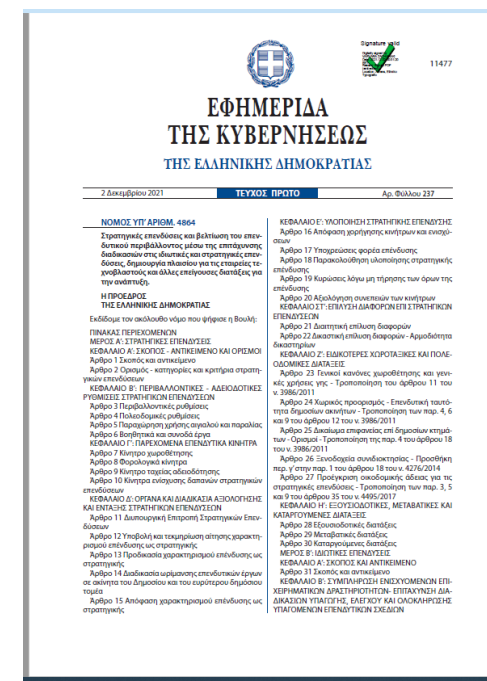 Signature valid
11477
ΕΦΗΜΕΡΙΔΑ
ΤΗΣ ΚΥΒΕΡΝΗΣΕΩΣ
ΤΗΣ ΕΛΛΗΝΙΚΗΣ ΔΗΜΟΚΡΑΤΙΑΣ
2 Δεκεμβρίου 2021 ΤΕΥΧΟΣ ΠΡΩΤΟ Αρ. Φύλλου 237
ΝΟΜΟΣ ΥΠ' ΑΡΙΘΜ. 4864
Στρατηγικές επενδύσεις και βελτίωση του επεν-
δυτικού περιβάλλοντος μέσω της επιτάχυνσης
διαδικασιών στις ιδιωτικές και στρατηγικές επεν-
δύσεις, δημιουργία πλαισίου για τις εταιρείες τε-
χνοβλαστούς και άλλες επείγουσες διατάξεις για
την ανάπτυξη.
Η ΠΡΟΕΔΡΟΣ
ΤΗΣ ΕΛΛΗΝΙΚΗΣ ΔΗΜΟΚΡΑΤΙΑΣ
Εκδίδομε τον ακόλουθο νόμο που ψήφισε η Βουλή:
ΠΙΝΑΚΑΣ ΠΕΡΙΕΧΟΜΕΝΩΝ
ΜΕΡΟΣ Α': ΣΤΡΑΤΗΓΙΚΕΣ ΕΠΕΝΔΥΣΕΙΣ
ΚΕΦΑΛΑΙΟ Α': ΣΚΟΠΟΣ - ΑΝΤΙΚΕΙΜΕΝΟ ΚΑΙ ΟΡΙΣΜΟΙ
Άρθρο 1 Σκοπός και αντικείμενο
Άρθρο 2 Ορισμός - κατηγορίες και κριτήρια στρατη-
γικών επενδύσεων
ΚΕΦΑΛΑΙΟ Β': ΠΕΡΙΒΑΛΛΟΝΤΙΚΕΣ - ΑΔΕΙΟΔΟΤΙΚΕΣ
ΡΥΘΜΙΣΕΙΣ ΣΤΡΑΤΗΓΙΚΩΝ ΕΠΕΝΔΥΣΕΩΝ
Άρθρο 3 Περιβαλλοντικές ρυθμίσεις
Άρθρο 4 Πολεοδομικές ρυθμίσεις
Άρθρο 5 Παραχώρηση χρήσης αιγιαλού και παραλίας
Άρθρο 6 Βοηθητικά και συνοδά έργα
ΚΕΦΑΛΑΙΟ Γ': ΠΑΡΕΧΟΜΕΝΑ ΕΠΕΝΔΥΤΙΚΑ ΚΙΝΗΤΡΑ
Άρθρο 7 Κίνητρο χωροθέτησης
Άρθρο 8 Φορολογικά κίνητρα
Άρθρο 9 Κίνητρο ταχείας αδειοδότησης
Άρθρο 10 Κίνητρα ενίσχυσης δαπανών στρατηγικών
επενδύσεων
ΚΕΦΑΛΑΙΟ Δ': ΟΡΓΑΝΑ ΚΑΙ ΔΙΑΔΙΚΑΣΙΑ ΑΞΙΟΛΟΓΗΣΗΣ
ΚΑΙ ΕΝΤΑΞΗΣ ΣΤΡΑΤΗΓΙΚΩΝ ΕΠΕΝΔΥΣΕΩΝ
Άρθρο 11 Διυπουργική Επιτροπή Στρατηγικών Επεν-
δύσεων
Άρθρο 12 Υποβολή και τεκμηρίωση αίτησης χαρακτη-
ρισμού επένδυσης ως στρατηγικής
Άρθρο 13 Προδικασία χαρακτηρισμού επένδυσης ως
στρατηγικής
Άρθρο 14 Διαδικασία ωρίμανσης επενδυτικών έργων
σε ακίνητα του Δημοσίου και του ευρύτερου δημόσιου
τομέα
Άρθρο 15 Απόφαση χαρακτηρισμού επένδυσης ως
στρατηγικής
ΚΕΦΑΛΑΙΟ Ε': ΥΛΟΠΟΙΗΣΗ ΣΤΡΑΤΗΓΙΚΗΣ ΕΠΕΝΔΥΣΗΣ
Άρθρο 16 Απόφαση χορήγησης κινήτρων και ενισχύ-
σεων
Άρθρο 17 Υποχρεώσεις φορέα επένδυσης
Άρθρο 18 Παρακολούθηση υλοποίησης στρατηγικής
επένδυσης
Άρθρο 19 Κυρώσεις λόγω μη τήρησης των όρων της
επένδυσης
Άρθρο 20 Αξιολόγηση συνεπειών των κινήτρων
ΚΕΦΑΛΑΙΟ ΣΤ': ΕΠΙΛΥΣΗ ΔΙΑΦΟΡΩΝ ΕΠΙ ΣΤΡΑΤΗΓΙΚΩΝ
ΕΠΕΝΔΥΣΕΩΝ
Άρθρο 21 Διαιτητική επίλυση διαφορών
Άρθρο 22 Δικαστική επίλυση διαφορών - Αρμοδιότητα
δικαστηρίων
ΚΕΦΑΛΑΙΟ Ζ': ΕΙΔΙΚΟΤΕΡΕΣ ΧΩΡΟΤΑΞΙΚΕΣ ΚΑΙ ΠΟΛΕ-
ΟΔΟΜΙΚΕΣ ΔΙΑΤΑΞΕΙΣ
Άρθρο 23 Γενικοί κανόνες χωροθέτησης και γενι-
κές χρήσεις γης - Τροποποίηση του άρθρου 11 του
ν. 3986/2011
Άρθρο 24 Χωρικός προορισμός - Επενδυτική ταυτό-
τητα δημοσίων ακινήτων - Τροποποίηση των παρ. 4, 6
και 9 του άρθρου 12 του ν. 3986/2011
Άρθρο 25 Δικαίωμα επιφανείας επί δημοσίων κτημά-
των - Ορισμοί - Τροποποίηση της παρ. 4 του άρθρου 18
του ν. 3986/2011
Άρθρο 26 Ξενοδοχεία συνιδιοκτησίας - Προσθήκη
περ. γ' στην παρ. 1 του άρθρου 18 του ν. 4276/2014
Άρθρο 27 Προέγκριση οικοδομικής άδειας για τις
στρατηγικές επενδύσεις - Τροποποίηση των παρ. 3, 5
και 9 του άρθρου 35 του ν. 4495/2017
ΚΕΦΑΛΑΙΟ Η': ΕΞΟΥΣΙΟΔΟΤΙΚΕΣ, ΜΕΤΑΒΑΤΙΚΕΣ ΚΑΙ
ΚΑΤΑΡΓΟΥΜΕΝΕΣ ΔΙΑΤΑΞΕΙΣ
Άρθρο 28 Εξουσιοδοτικές διατάξεις
Άρθρο 29 Μεταβατικές διατάξεις
Άρθρο 30 Καταργούμενες διατάξεις
ΜΕΡΟΣ Β': ΙΔΙΩΤΙΚΕΣ ΕΠΕΝΔΥΣΕΙΣ
ΚΕΦΑΛΑΙΟ Α': ΣΚΟΠΟΣ ΚΑΙ ΑΝΤΙΚΕΙΜΕΝΟ
Άρθρο 31 Σκοπός και αντικείμενο
ΚΕΦΑΛΑΙΟ Β': ΣΥΜΠΛΗΡΩΣΗ ΕΝΙΣΧΥΟΜΕΝΩΝ ΕΠΙ-
ΧΕΙΡΗΜΑΤΙΚΩΝ ΔΡΑΣΤΗΡΙΟΤΗΤΩΝ- ΕΠΙΤΑΧΥΝΣΗ ΔΙΑ-
ΔΙΚΑΣΙΩΝ ΥΠΑΓΩΓΗΣ, ΕΛΕΓΧΟΥ ΚΑΙ ΟΛΟΚΛΗΡΩΣΗΣ
ΥΠΑΓΟΜΕΝΩΝ ΕΠΕΝΔΥΤΙΚΩΝ ΣΧΕΔΙΩΝ